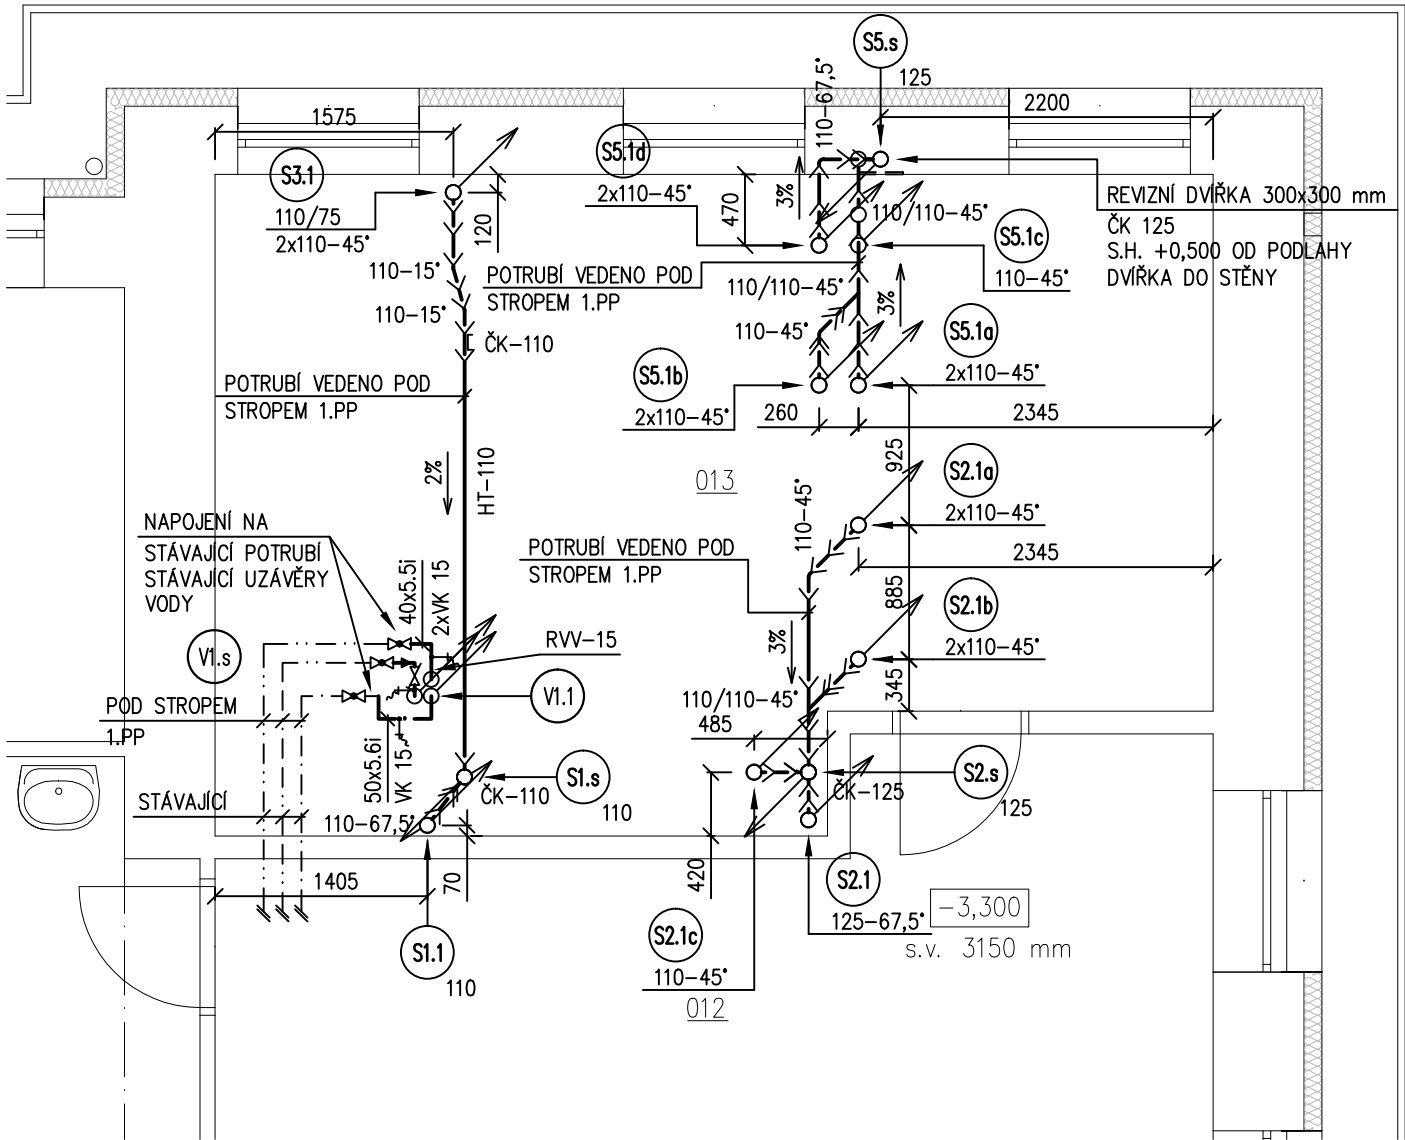 S5.s
125
110-67,5°
2200
1575
S3.1
110/75
2x110-45°
120
S5.1d
2x110-45°
470
3%
110/110-45°
S5.1c
110-45°
REVIZNÍ DVÍŘKA 300x300 mm
ČK 125
S.H. +0,500 OD PODLAHY
DVÍŘKA DO STĚNY
110-15°
110-15°
ČK-110
POTRUBÍ VEDENO POD
STROPEM 1.PP
110/110-45°
110-45°
3%
S5.1a
2x110-45°
S5.1b
2x110-45°
260
2345
POTRUBÍ VEDENO POD
STROPEM 1.PP
2%
HT-110
013
925
S2.1a
2x110-45°
2345
110-45°
NAPOJENÍ NA
STÁVAJÍCÍ POTRUBÍ
STÁVAJÍCÍ UZÁVĚRY
VODY
POTRUBÍ VEDENO POD
STROPEM 1.PP
40x5.5i
2xVK 15
RVV-15
V1.s
V1.1
885
S2.1b
2x110-45°
3%
345
110/110-45°
485
POD STROPEM
1.PP
50x5.6i
VK 15
STÁVAJÍCÍ
ČK-110
S1.s
110
110-67,5°
S2.s
125
ČK-125
1405
70
420
S1.1
110
S2.1
125-67,5°
S2.1c
110-45°
-3,300
s.v. 3150 mm
012